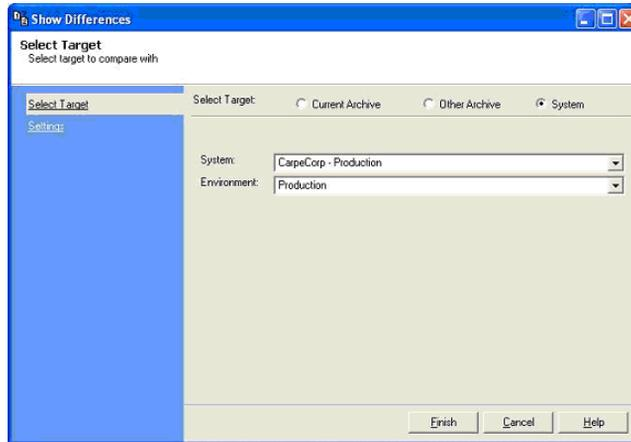 Show Differences
Select Target
Select target to compare with
Select Target
Settings
Select Target: Current Archive Other Archive System
System: CarpeCorp - Production
Environment: Production
Finish Cancel Help